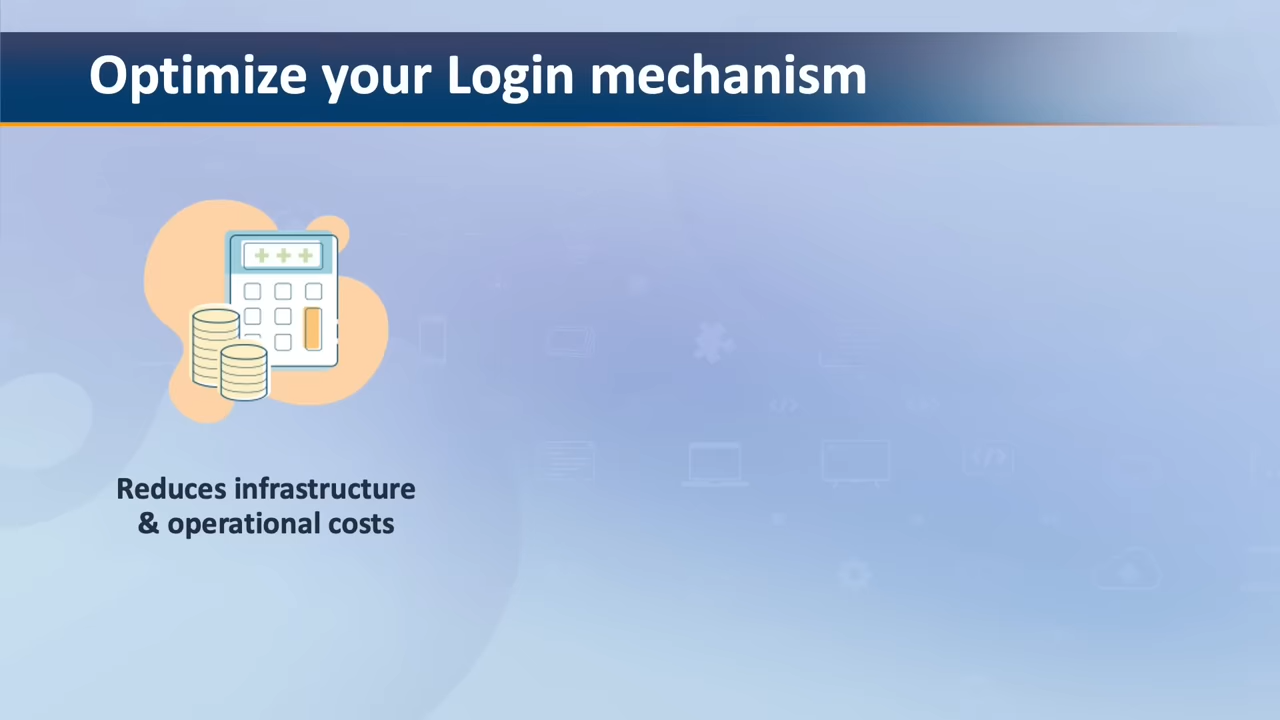 Optimize your Login mechanism
Reduces infrastructure
& operational costs